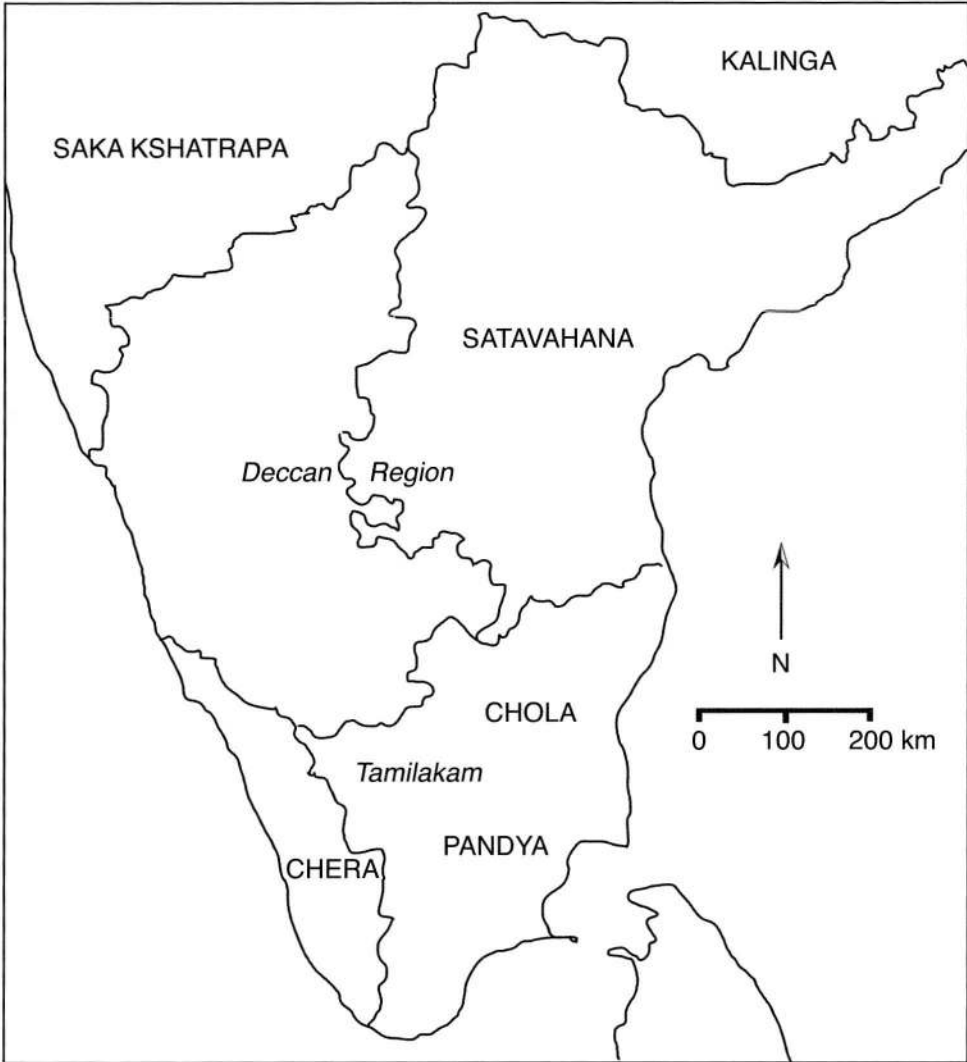 KALINGA
SAKA KSHATRAPA
SATAVAHANA
Deccan Region
N
CHOLA
0 100 200 km
Tamilakam
PANDYA
CHERA